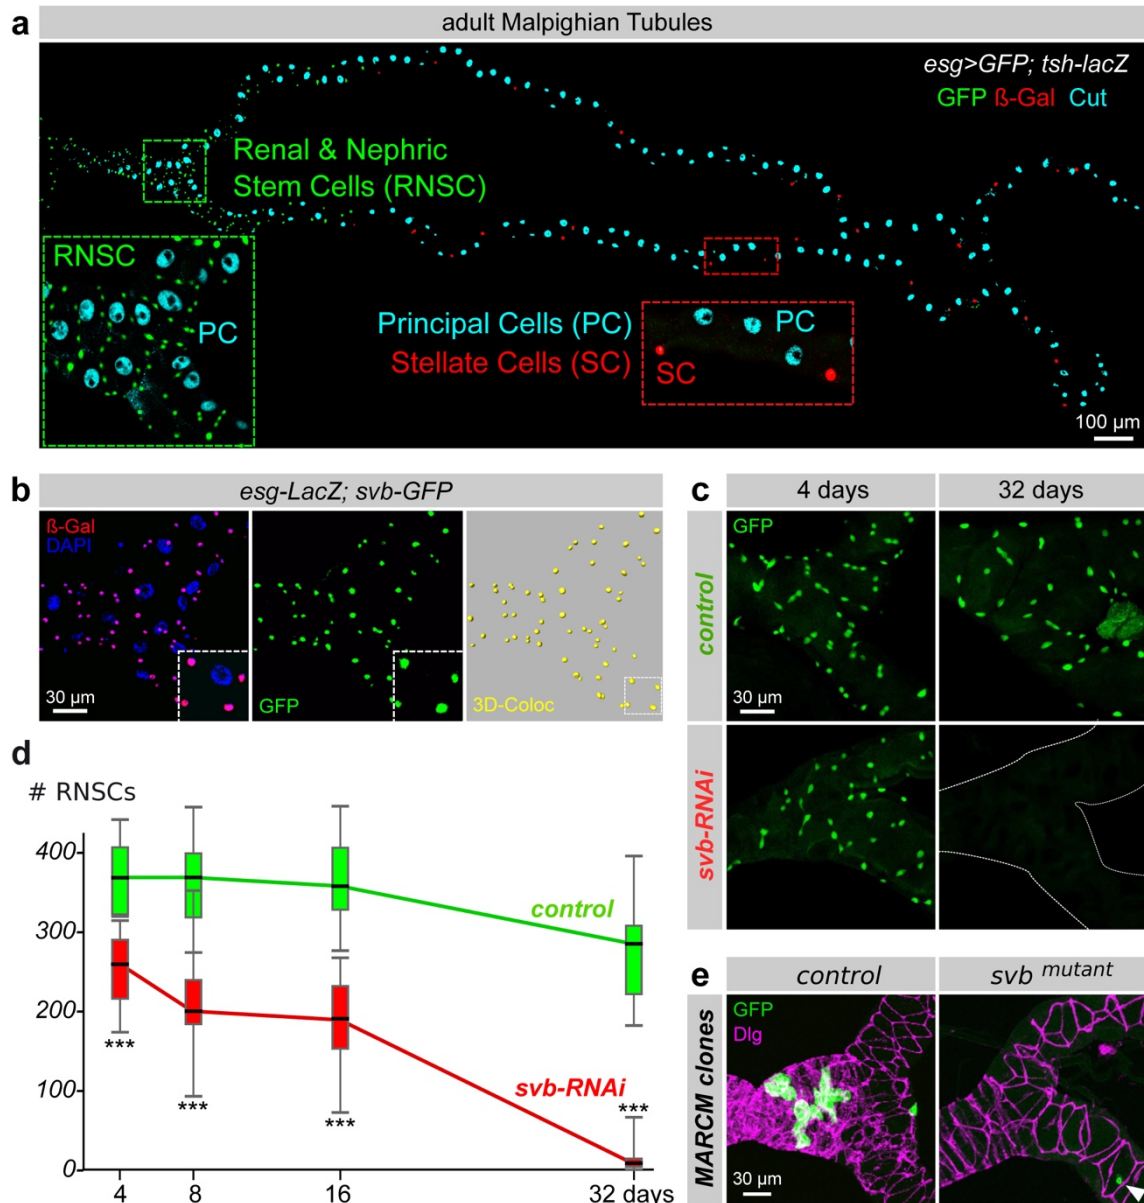 a
adult Malpighian Tubules
esg>GFP; tsh-lacZ
GFP ß-Gal Cut
Renal & Nephric
Stem Cells (RNSC)
RNSC
PC
Principal Cells (PC)
Stellate Cells (SC)
PC
SC
100 µm
b
esg-LacZ; svb-GFP
ß-Gal
DAPI
30 µm
GFP
3D-Coloc
c
4 days
32 days
control
GFP
30 µm
svb-RNAi
d
# RNSCs
400
300
200
100
0
control
svb-RNAi
***
***
***
***
4
8
16
32 days
e
control
svb mutant
MARCM clones
GFP
Dlg
30 µm